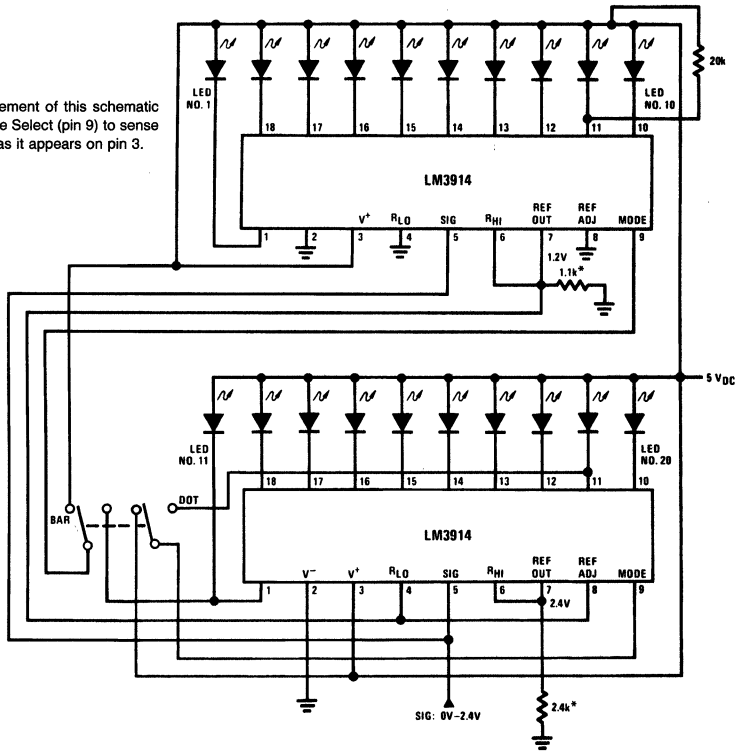 20k
LED
NO. 1
LED
NO. 10
ement of this schematic
e Select (pin 9) to sense
as it appears on pin 3.
18 17 16 15 14 13 12 11 10
LM3914
V+ RLO SIG RHI REF OUT REF ADJ MODE
1 2 3 4 5 6 7 8 9
1.2V
1.1k*
5 VDC
LED
NO. 11
LED
NO. 20
18 17 16 15 14 13 12 11 10
BAR
DOT
LM3914
V− V+ RLO SIG RHI REF OUT REF ADJ MODE
1 2 3 4 5 6 7 8 9
2.4V
2.4k*
SIG: 0V–2.4V